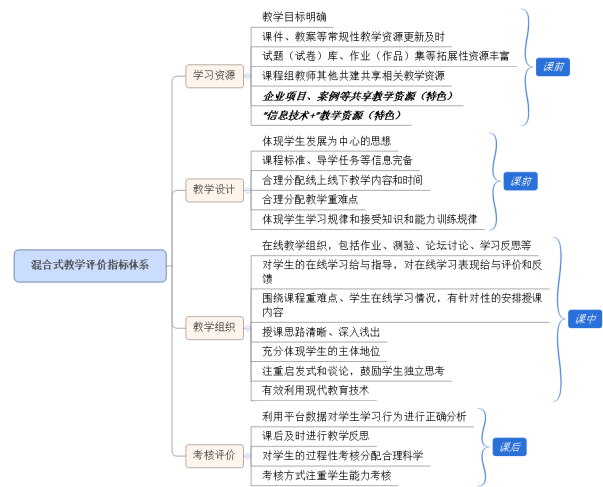 混合式教学评价指标体系
学习资源
教学目标明确
课件、教案等常规性教学资源更新及时
试题（试卷）库、作业（作品）集等拓展性资源丰富
课程组教师其他共建共享相关教学资源
企业项目、案例等共享教学资源（特色）
“信息技术+”教学资源（特色）
课前
教学设计
体现学生发展为中心的思想
课程标准、导学任务等信息完备
合理分配线上线下教学内容和时间
合理分配教学重难点
体现学生学习规律和接受知识和能力训练规律
课前
教学组织
在线教学组织，包括作业、测验、论坛讨论、学习反思等
对学生的在线学习给与指导，对在线学习表现给与评价和反
馈
围绕课程重难点、学生在线学习情况，有针对性的安排授课
内容
授课思路清晰、深入浅出
充分体现学生的主体地位
注重启发式和谈论，鼓励学生独立思考
有效利用现代教育技术
课中
考核评价
利用平台数据对学生学习行为进行正确分析
课后及时进行教学反思
对学生的过程性考核分配合理科学
考核方式注重学生能力考核
课后